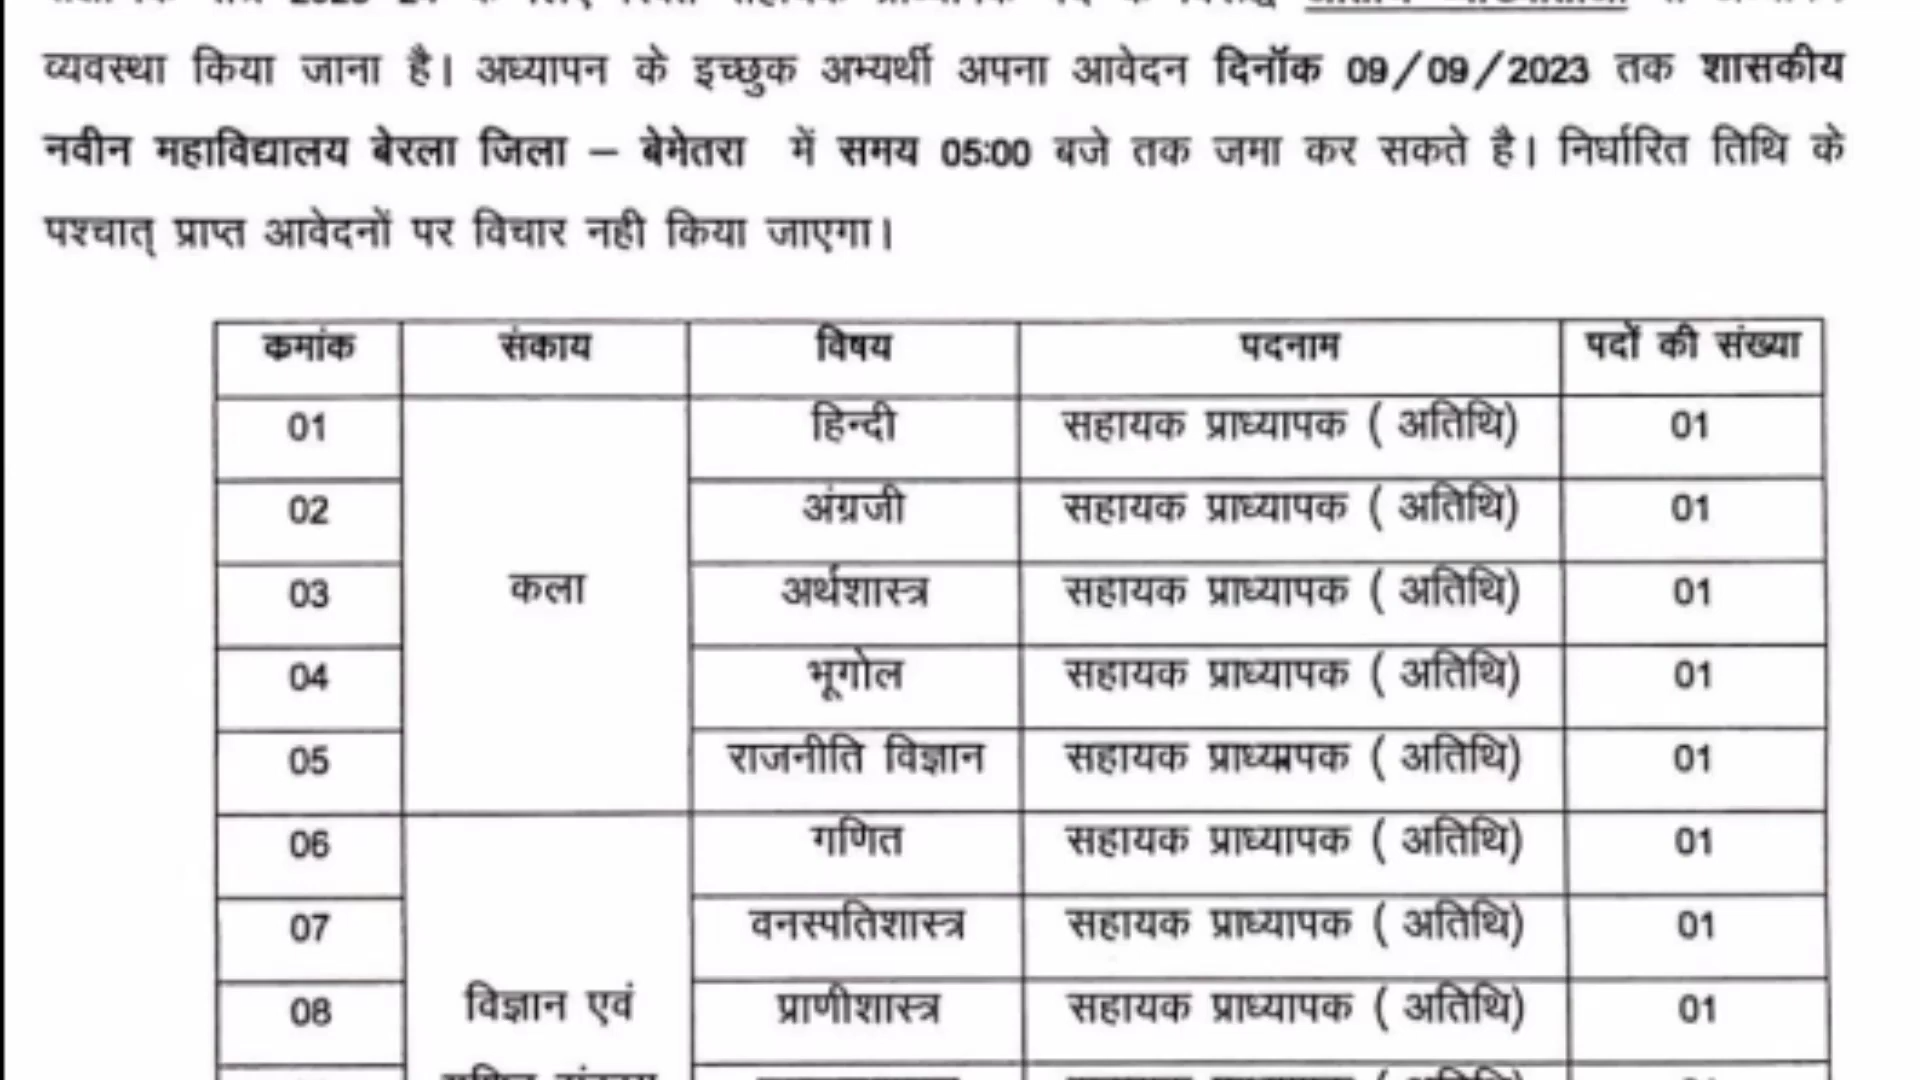 व्यवस्था किया जाना है। अध्यापन के इच्छुक अभ्यर्थी अपना आवेदन दिनॉक 09/09/2023 तक शासकीय
नवीन महाविद्यालय बेरला जिला – बेमेतरा में समय 05:00 बजे तक जमा कर सकते है। निर्धारित तिथि के
पश्चात् प्राप्त आवेदनों पर विचार नही किया जाएगा।
कमांक संकाय विषय पदनाम पदों की संख्या
01 हिन्दी सहायक प्राध्यापक ( अतिथि) 01
02 अंग्रजी सहायक प्राध्यापक ( अतिथि) 01
03 कला अर्थशास्त्र सहायक प्राध्यापक ( अतिथि) 01
04 भूगोल सहायक प्राध्यापक ( अतिथि) 01
05 राजनीति विज्ञान सहायक प्राध्यापक ( अतिथि) 01
06 गणित सहायक प्राध्यापक ( अतिथि) 01
07 वनस्पतिशास्त्र सहायक प्राध्यापक ( अतिथि) 01
08 विज्ञान एवं प्राणीशास्त्र सहायक प्राध्यापक ( अतिथि) 01